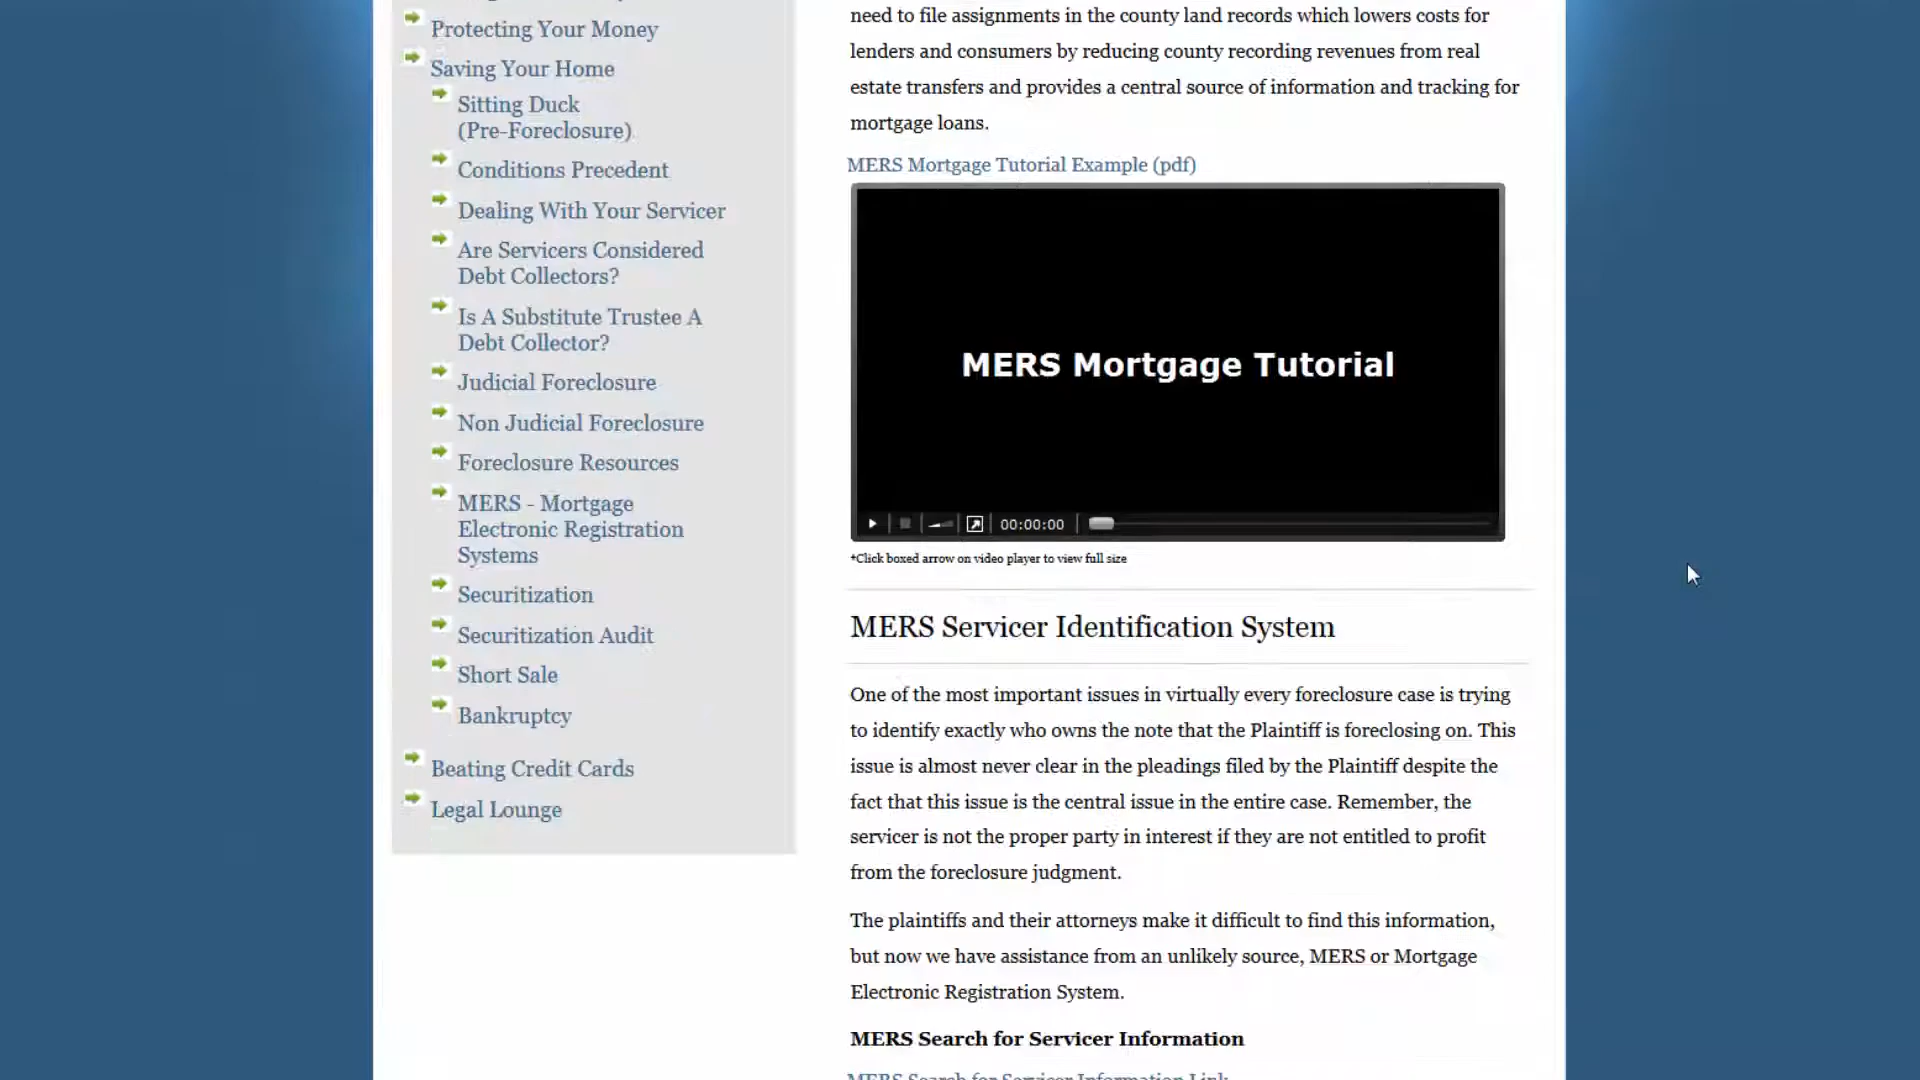 Protecting Your Money
Saving Your Home
Sitting Duck
(Pre-Foreclosure)
Conditions Precedent
Dealing With Your Servicer
Are Servicers Considered
Debt Collectors?
Is A Substitute Trustee A
Debt Collector?
Judicial Foreclosure
Non Judicial Foreclosure
Foreclosure Resources
MERS - Mortgage
Electronic Registration
Systems
Securitization
Securitization Audit
Short Sale
Bankruptcy
Beating Credit Cards
Legal Lounge
need to file assignments in the county land records which lowers costs for
lenders and consumers by reducing county recording revenues from real
estate transfers and provides a central source of information and tracking for
mortgage loans.
MERS Mortgage Tutorial Example (pdf)
MERS Mortgage Tutorial
00:00:00
*Click boxed arrow on video player to view full size
MERS Servicer Identification System
One of the most important issues in virtually every foreclosure case is trying
to identify exactly who owns the note that the Plaintiff is foreclosing on. This
issue is almost never clear in the pleadings filed by the Plaintiff despite the
fact that this issue is the central issue in the entire case. Remember, the
servicer is not the proper party in interest if they are not entitled to profit
from the foreclosure judgment.
The plaintiffs and their attorneys make it difficult to find this information,
but now we have assistance from an unlikely source, MERS or Mortgage
Electronic Registration System.
MERS Search for Servicer Information
MERS Search for Servicer Information Link